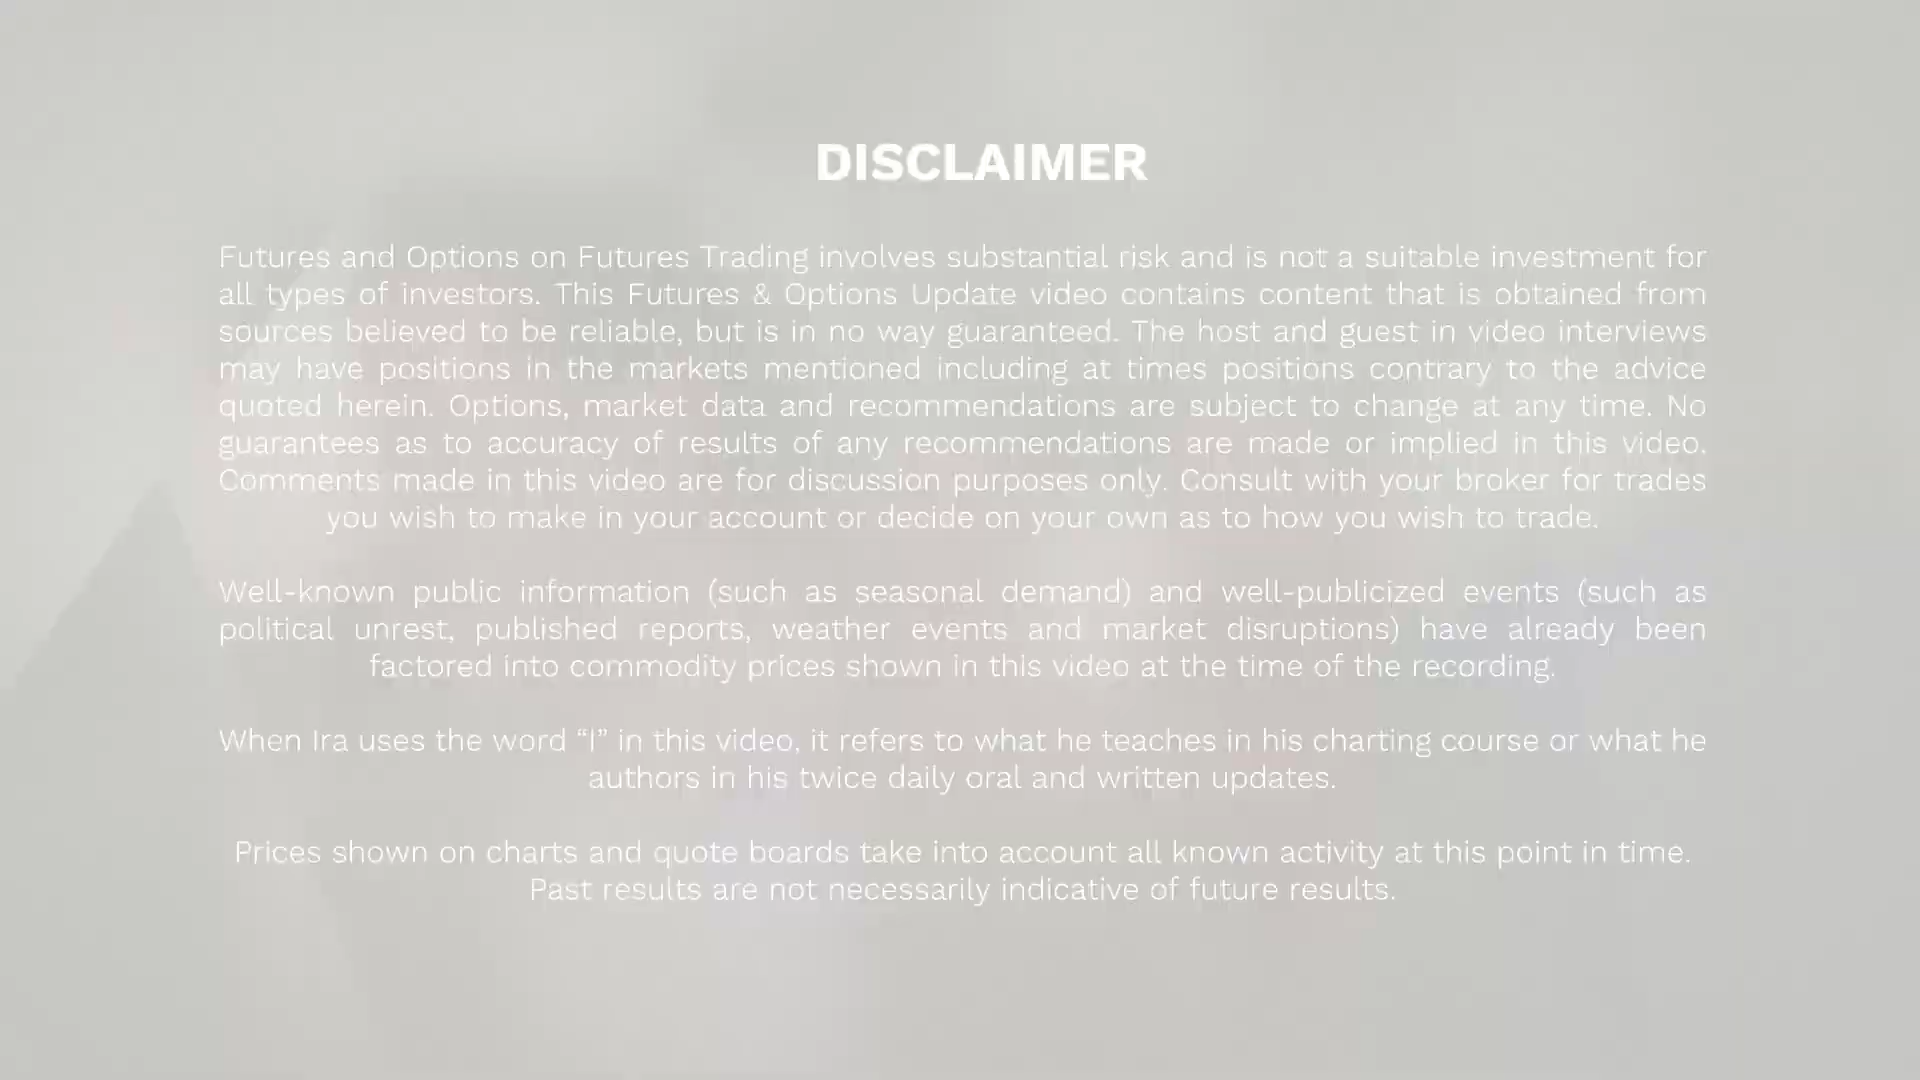 DISCLAIMER
Futures and Options on Futures Trading involves substantial risk and is not a suitable investment for
all types of investors. This Futures & Options Update video contains content that is obtained from
sources believed to be reliable, but is in no way guaranteed. The host and guest in video interviews
may have positions in the markets mentioned including at times positions contrary to the advice
quoted herein. Options, market data and recommendations are subject to change at any time. No
guarantees as to accuracy of results of any recommendations are made or implied in this video.
Comments made in this video are for discussion purposes only. Consult with your broker for trades
you wish to make in your account or decide on your own as to how you wish to trade.
Well-known public information (such as seasonal demand) and well-publicized events (such as
political unrest, published reports, weather events and market disruptions) have already been
factored into commodity prices shown in this video at the time of the recording.
When Ira uses the word “I” in this video, it refers to what he teaches in his charting course or what he
authors in his twice daily oral and written updates.
Prices shown on charts and quote boards take into account all known activity at this point in time.
Past results are not necessarily indicative of future results.